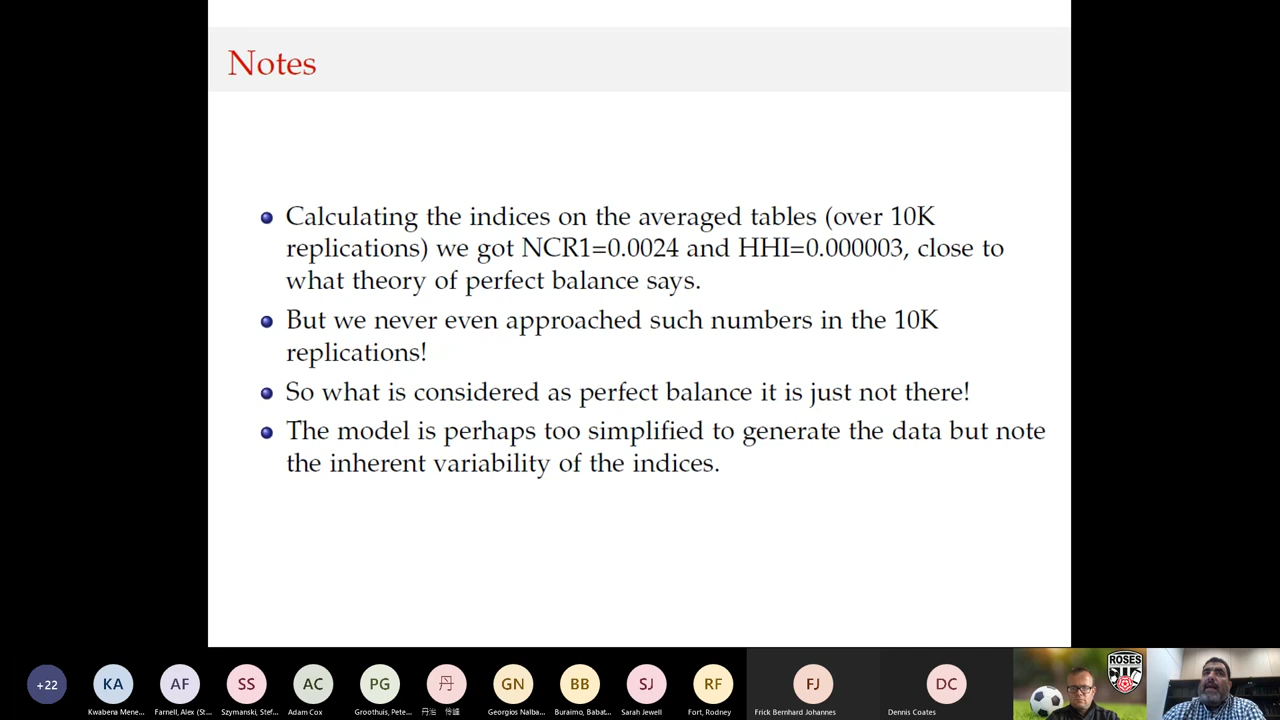 Notes
Calculating the indices on the averaged tables (over 10K
replications) we got NCR1=0.0024 and HHI=0.000003, close to
what theory of perfect balance says.
But we never even approached such numbers in the 10K
replications!
So what is considered as perfect balance it is just not there!
The model is perhaps too simplified to generate the data but note
the inherent variability of the indices.
+22
KA
AF
SS
AC
PG
丹
GN
BB
SJ
RF
FJ
DC
ROSES
Kwabena Mene...
Farnell, Alex (St...
Szymanski, Stef...
Adam Cox
Groothuis, Pete...
丹治 伶峰
Georgios Nalba...
Buraimo, Babat...
Sarah Jewell
Fort, Rodney
Frick Bernhard Johannes
Dennis Coates